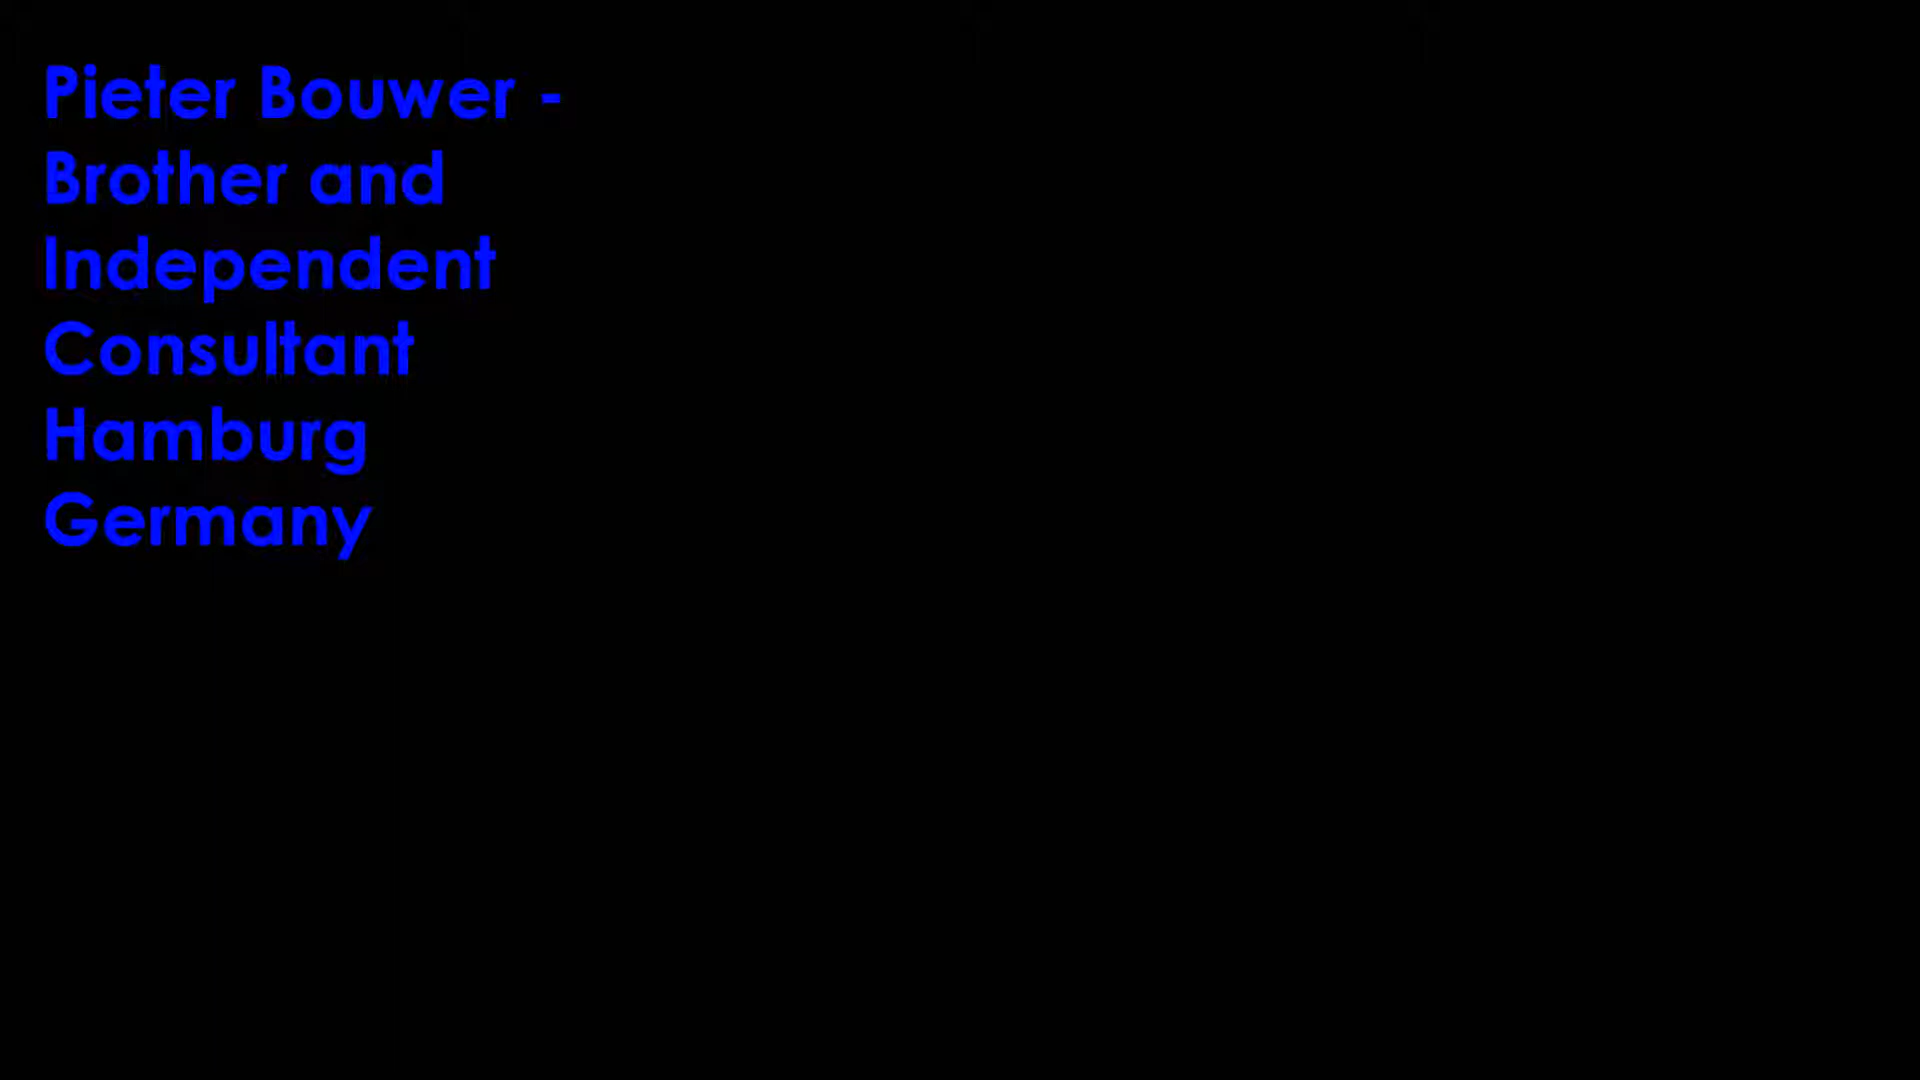 Pieter Bouwer -
Brother and
Independent
Consultant
Hamburg
Germany